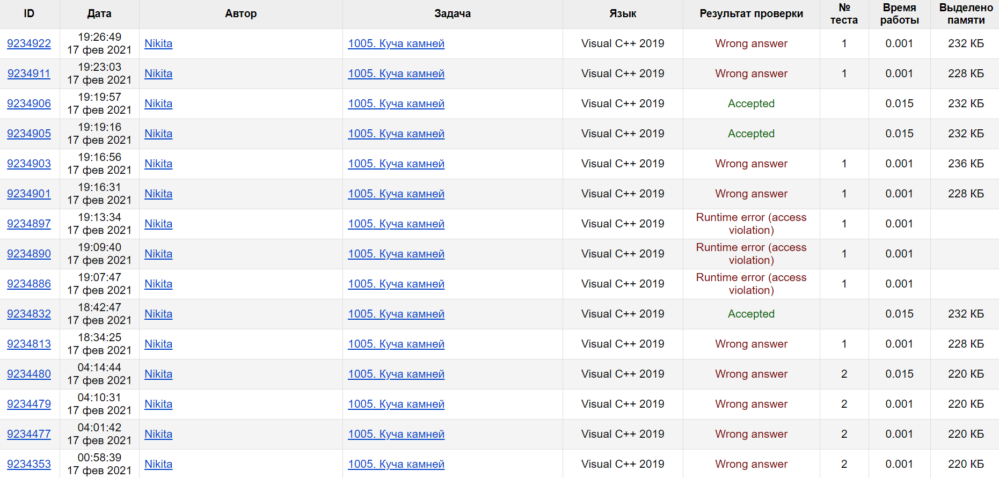 ID Дата Автор Задача Язык Результат проверки № теста Время работы Выделено памяти
9234922 19:26:49 17 фев 2021 Nikita 1005. Куча камней Visual C++ 2019 Wrong answer 1 0.001 232 КБ
9234911 19:23:03 17 фев 2021 Nikita 1005. Куча камней Visual C++ 2019 Wrong answer 1 0.001 228 КБ
9234906 19:19:57 17 фев 2021 Nikita 1005. Куча камней Visual C++ 2019 Accepted 0.015 232 КБ
9234905 19:19:16 17 фев 2021 Nikita 1005. Куча камней Visual C++ 2019 Accepted 0.015 232 КБ
9234903 19:16:56 17 фев 2021 Nikita 1005. Куча камней Visual C++ 2019 Wrong answer 1 0.001 236 КБ
9234901 19:16:31 17 фев 2021 Nikita 1005. Куча камней Visual C++ 2019 Wrong answer 1 0.001 228 КБ
9234897 19:13:34 17 фев 2021 Nikita 1005. Куча камней Visual C++ 2019 Runtime error (access violation) 1 0.001
9234890 19:09:40 17 фев 2021 Nikita 1005. Куча камней Visual C++ 2019 Runtime error (access violation) 1 0.001
9234886 19:07:47 17 фев 2021 Nikita 1005. Куча камней Visual C++ 2019 Runtime error (access violation) 1 0.001
9234832 18:42:47 17 фев 2021 Nikita 1005. Куча камней Visual C++ 2019 Accepted 0.015 232 КБ
9234813 18:34:25 17 фев 2021 Nikita 1005. Куча камней Visual C++ 2019 Wrong answer 1 0.001 228 КБ
9234480 04:14:44 17 фев 2021 Nikita 1005. Куча камней Visual C++ 2019 Wrong answer 2 0.015 220 КБ
9234479 04:10:31 17 фев 2021 Nikita 1005. Куча камней Visual C++ 2019 Wrong answer 2 0.001 220 КБ
9234477 04:01:42 17 фев 2021 Nikita 1005. Куча камней Visual C++ 2019 Wrong answer 2 0.001 220 КБ
9234353 00:58:39 17 фев 2021 Nikita 1005. Куча камней Visual C++ 2019 Wrong answer 2 0.001 220 КБ